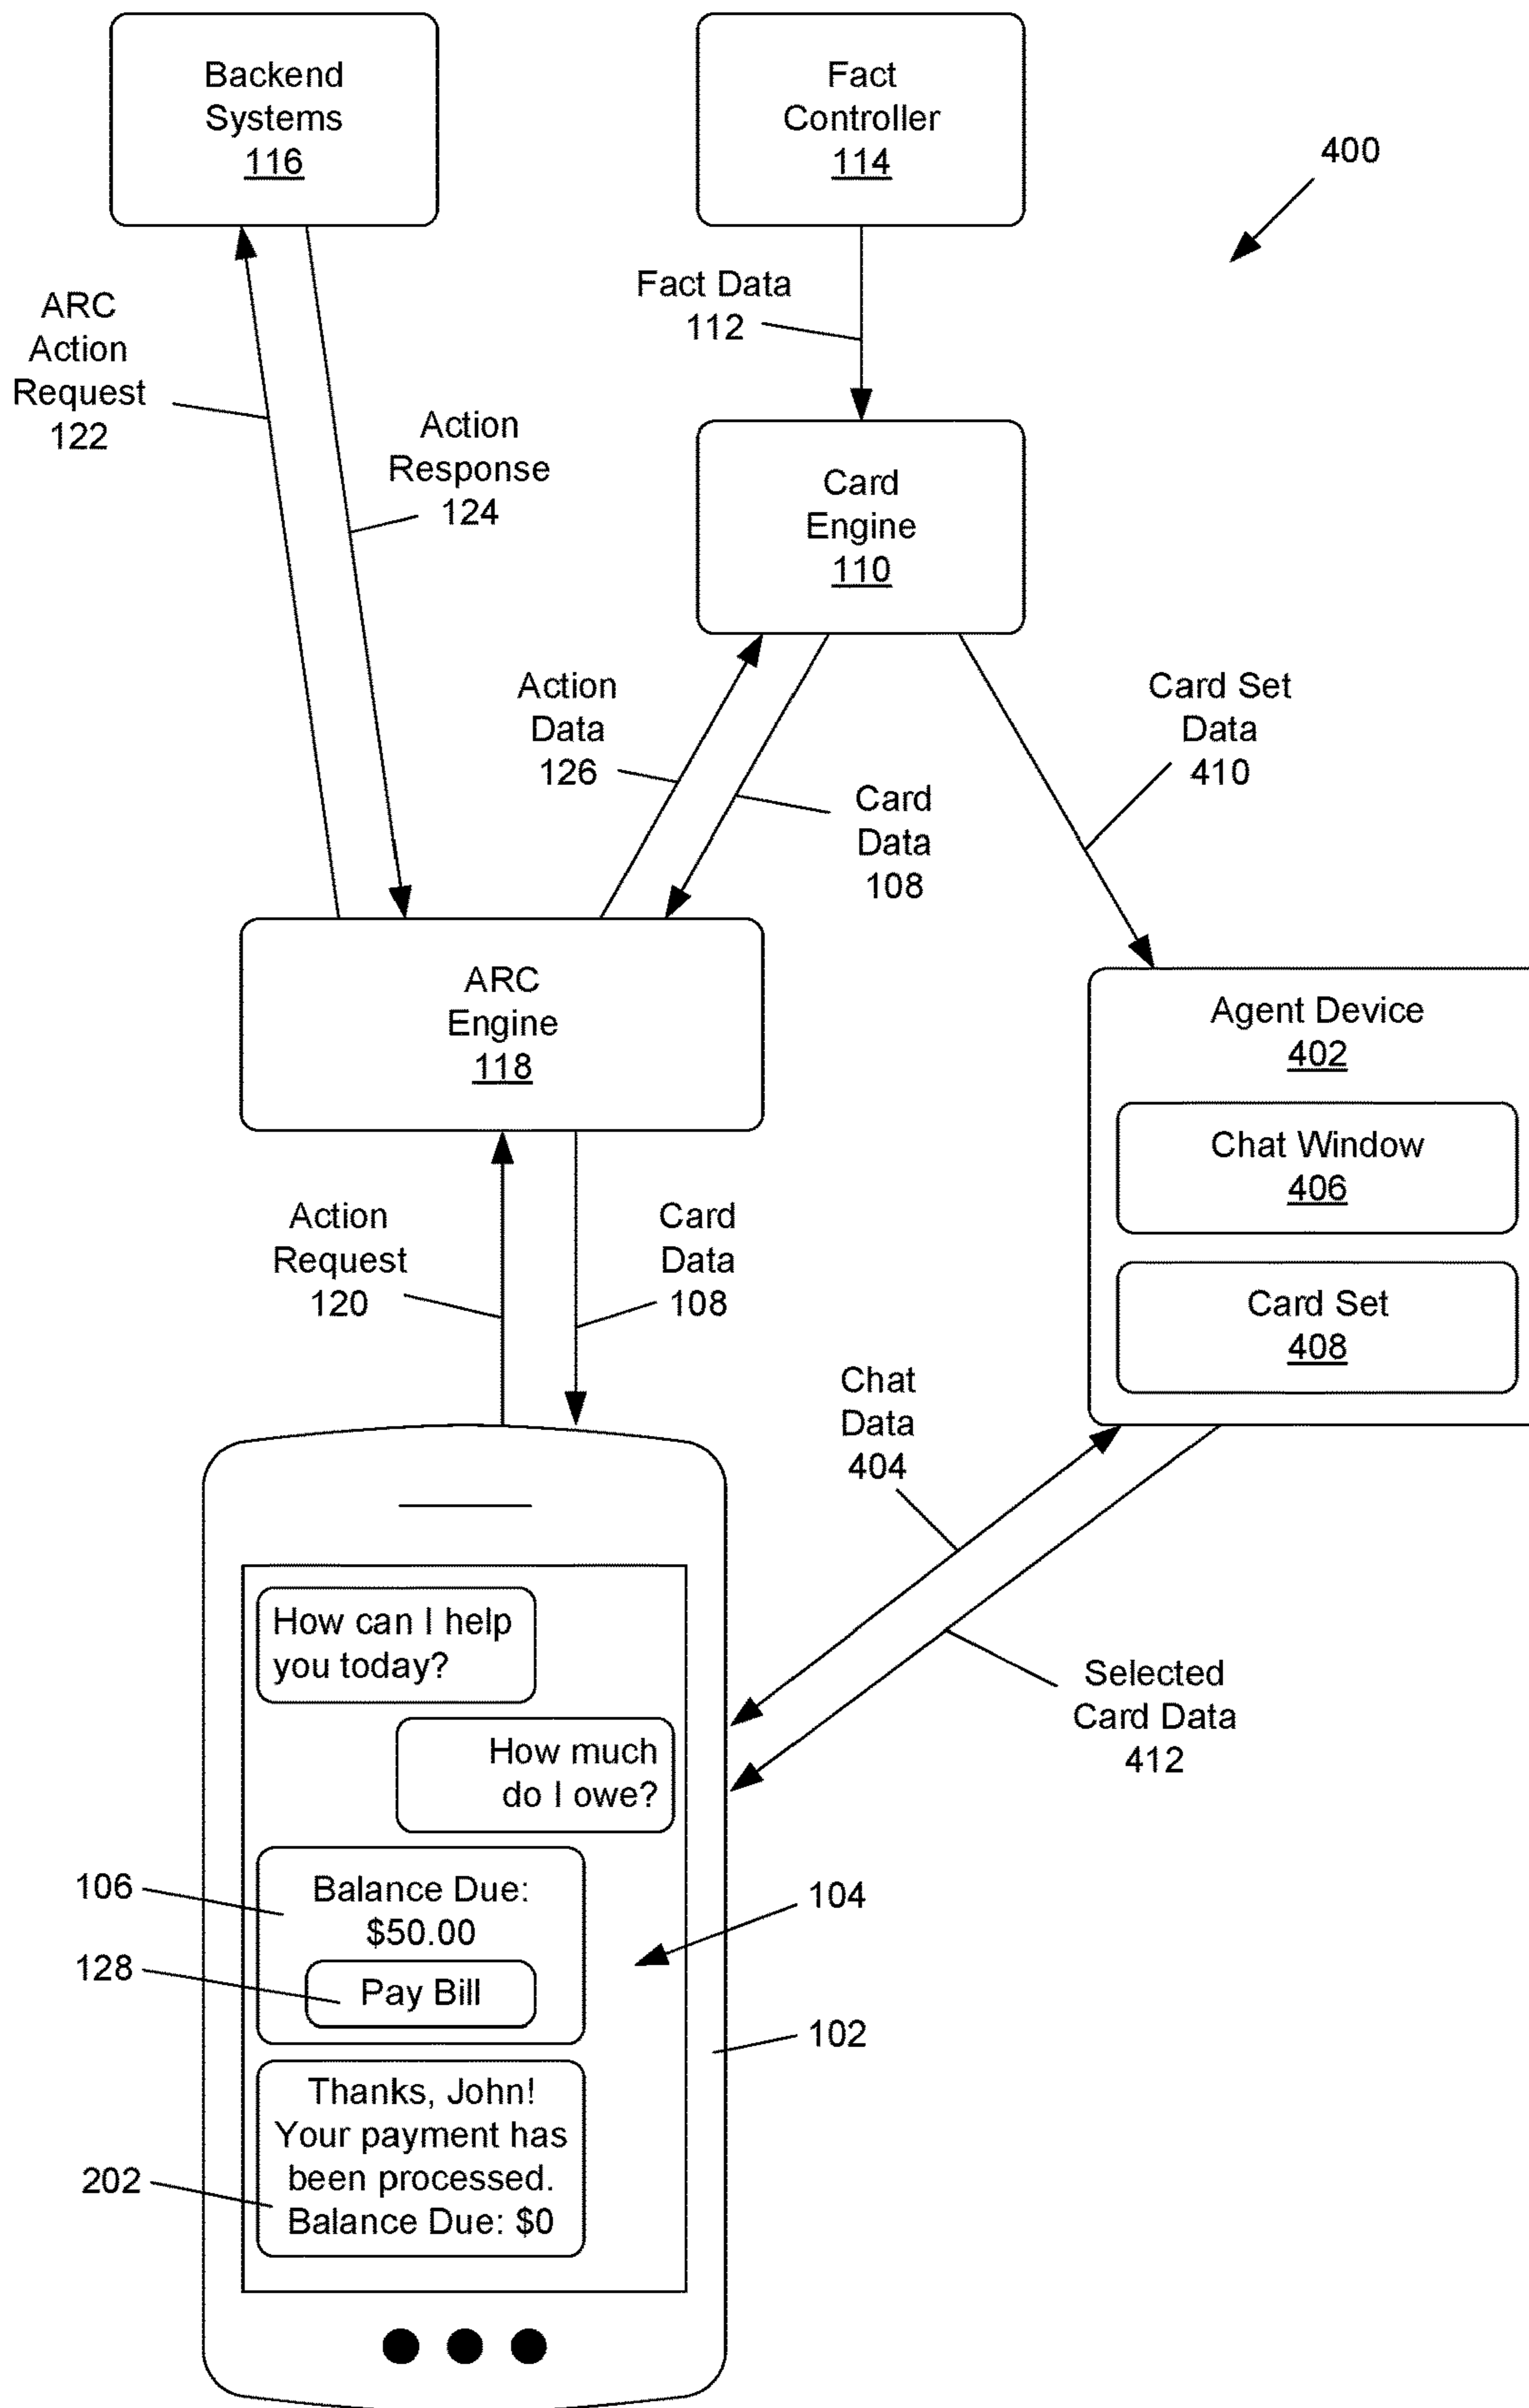 Backend
Systems
116
Fact
Controller
114
400
Fact Data
112
ARC
Action
Request
122
Action
Response
124
Card
Engine
110
Action
Data
126
Card Set
Data
410
Card
Data
108
ARC
Engine
118
Agent Device
402
Chat Window
406
Card Set
408
Action
Request
120
Card
Data
108
Chat
Data
404
How can I help
you today?
How much
do I owe?
Selected
Card Data
412
106
Balance Due:
$50.00
104
128
Pay Bill
102
Thanks, John!
Your payment has
been processed.
Balance Due: $0
202